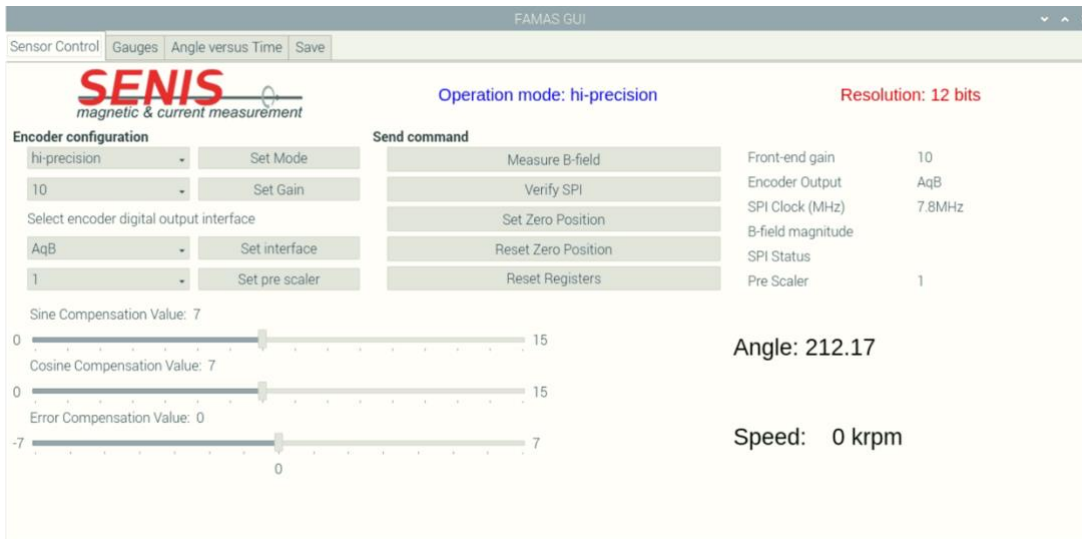 FAMAS GUI
Sensor Control Gauges Angle versus Time Save
SENIS
magnetic & current measurement
Operation mode: hi-precision
Resolution: 12 bits
Encoder configuration
hi-precision Set Mode
10 Set Gain
Select encoder digital output interface
AqB Set interface
1 Set pre scaler
Send command
Measure B-field
Verify SPI
Set Zero Position
Reset Zero Position
Reset Registers
Front-end gain 10
Encoder Output AqB
SPI Clock (MHz) 7.8MHz
B-field magnitude
SPI Status
Pre Scaler 1
Sine Compensation Value: 7
0 15
Cosine Compensation Value: 7
0 15
Error Compensation Value: 0
-7 7
0
Angle: 212.17
Speed: 0 krpm